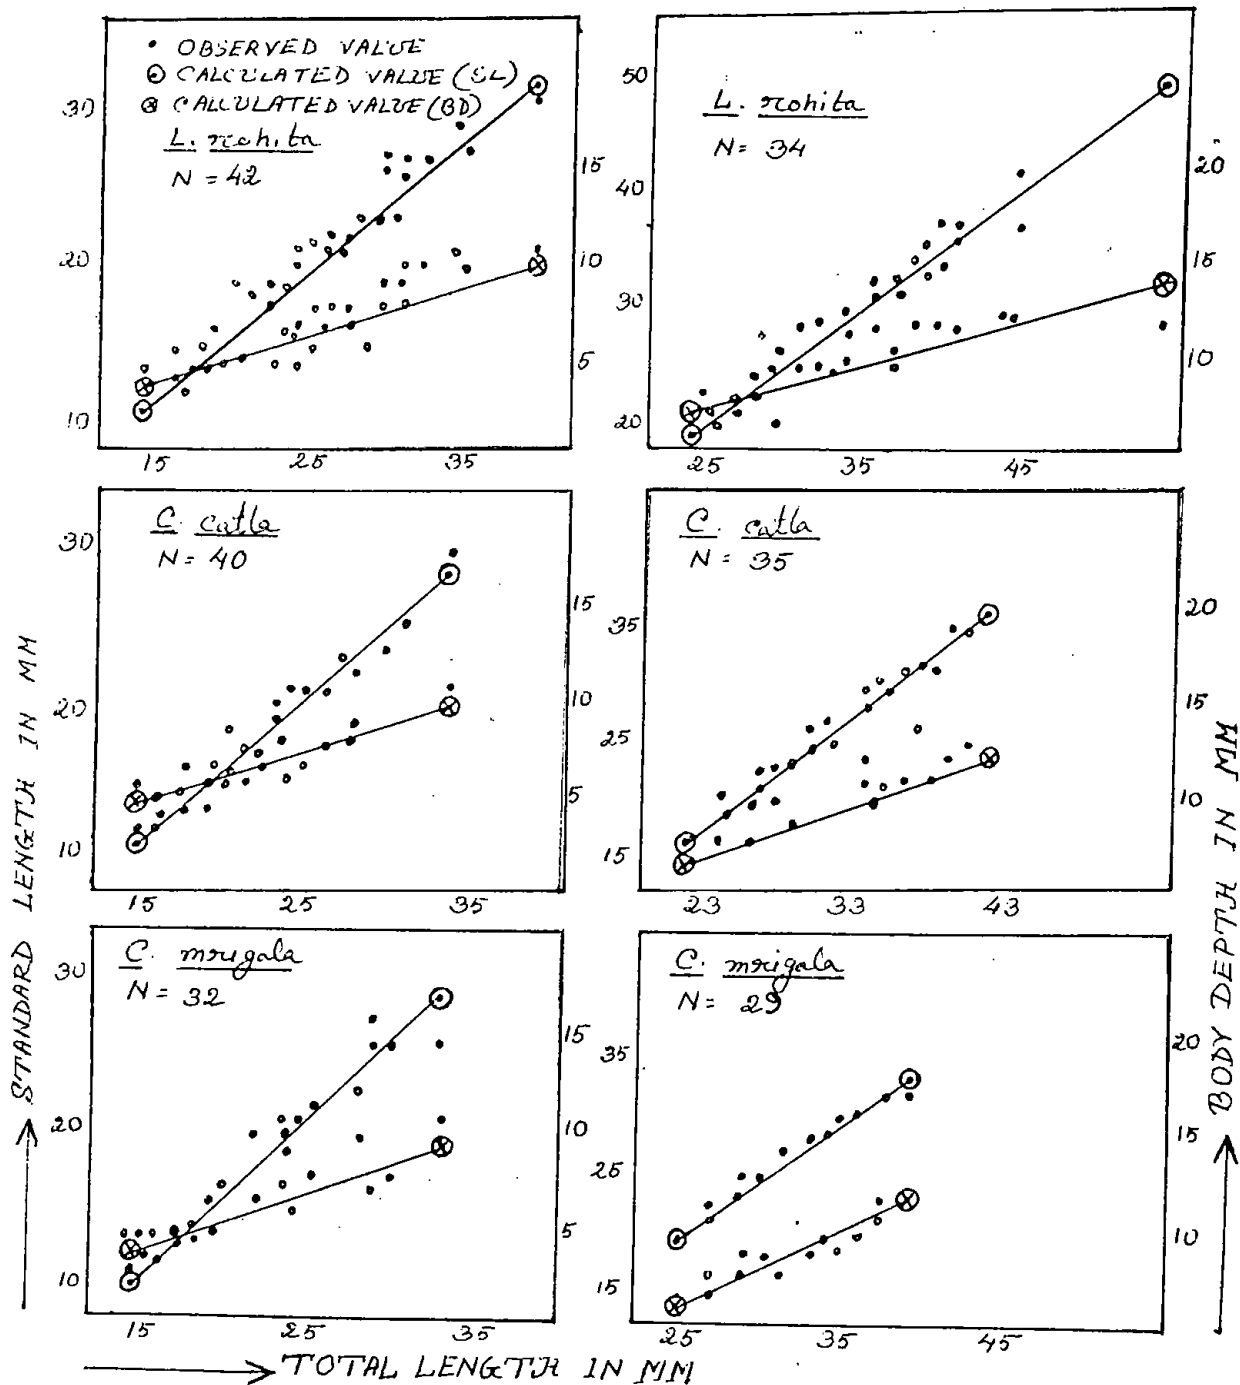 • OBSERVED VALUE
⊙ CALCULATED VALUE (SL)
⊗ CALCULATED VALUE (BD)
L. rohita
N = 42
30
20
10
15
10
5
15 25 35
L. rohita
N = 34
50
40
30
20
20
15
10
25 35 45
C. catla
N = 40
30
20
10
15
10
5
15 25 35
C. catla
N = 35
35
25
15
20
15
10
23 33 43
C. mrigala
N = 32
30
20
10
15
10
5
15 25 35
C. mrigala
N = 29
35
25
15
20
15
10
25 35 45
STANDARD LENGTH IN MM
BODY DEPTH IN MM
TOTAL LENGTH IN MM